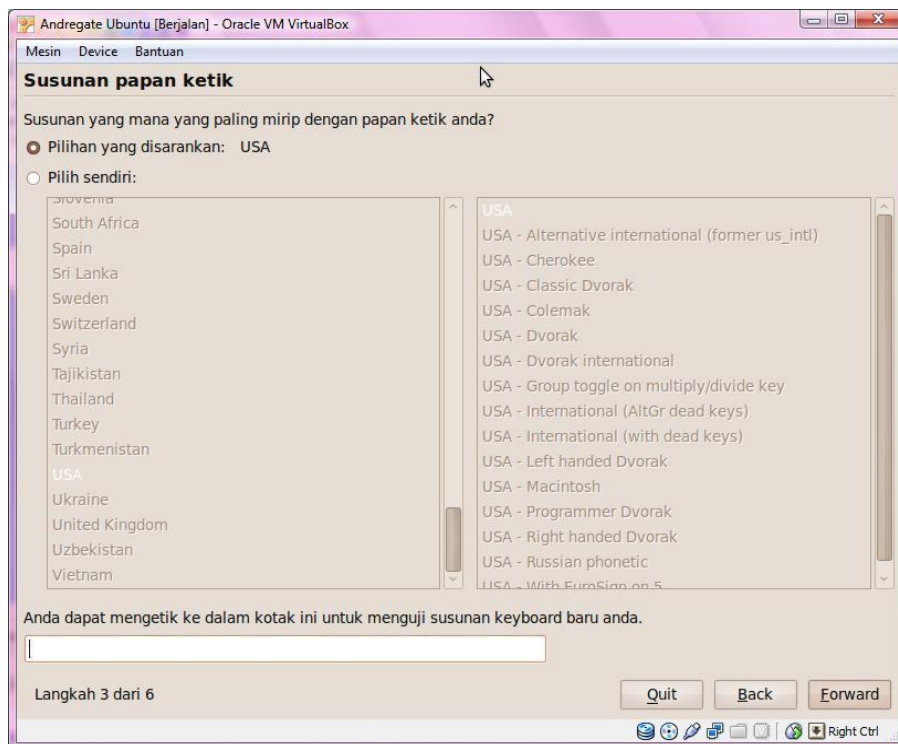 Andregate Ubuntu [Berjalan] - Oracle VM VirtualBox
Mesin Device Bantuan
Susunan papan ketik
Susunan yang mana yang paling mirip dengan papan ketik anda?
Pilihan yang disarankan: USA
Pilih sendiri:
Slovenia
South Africa
Spain
Sri Lanka
Sweden
Switzerland
Syria
Tajikistan
Thailand
Turkey
Turkmenistan
USA
Ukraine
United Kingdom
Uzbekistan
Vietnam
USA
USA - Alternative international (former us_intl)
USA - Cherokee
USA - Classic Dvorak
USA - Colemak
USA - Dvorak
USA - Dvorak international
USA - Group toggle on multiply/divide key
USA - International (AltGr dead keys)
USA - International (with dead keys)
USA - Left handed Dvorak
USA - Macintosh
USA - Programmer Dvorak
USA - Right handed Dvorak
USA - Russian phonetic
USA - With EuroSign on 5
Anda dapat mengetik ke dalam kotak ini untuk menguji susunan keyboard baru anda.
Langkah 3 dari 6
Quit Back Forward
Right Ctrl